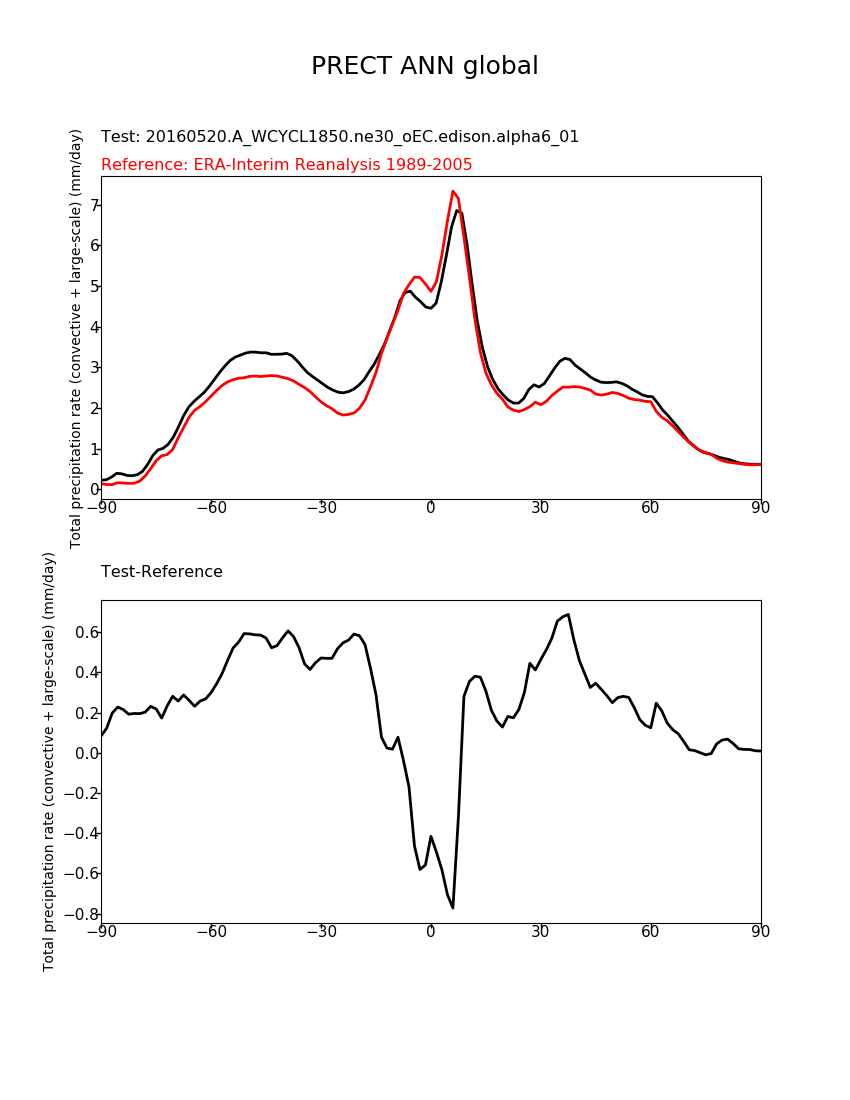 PRECT ANN global
Test: 20160520.A_WCYCL1850.ne30_oEC.edison.alpha6_01
Reference: ERA-Interim Reanalysis 1989-2005
Total precipitation rate (convective + large-scale) (mm/day)
7
6
5
4
3
2
1
0
−90 −60 −30 0 30 60 90
Test-Reference
Total precipitation rate (convective + large-scale) (mm/day)
0.6
0.4
0.2
0.0
−0.2
−0.4
−0.6
−0.8
−90 −60 −30 0 30 60 90